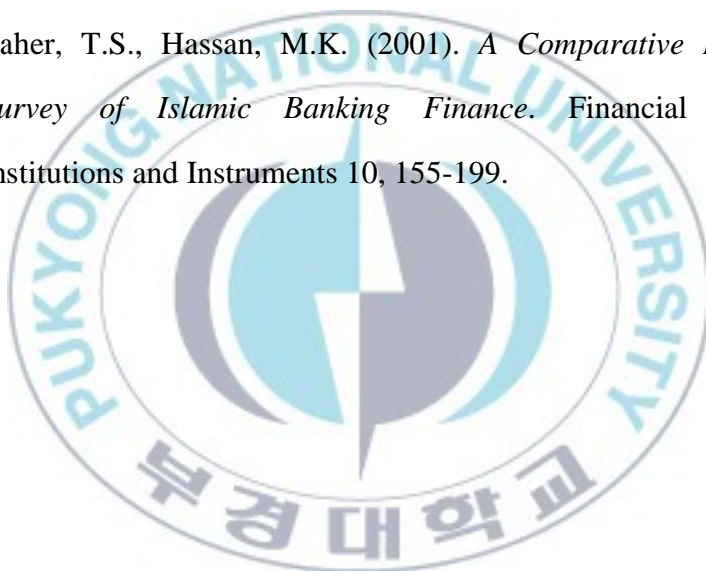 aher, T.S., Hassan, M.K. (2001). A Comparative
urvey of Islamic Banking Finance. Financial
nstitutions and Instruments 10, 155-199.
PUKYONG NATIONAL UNIVERSITY
부경대학교